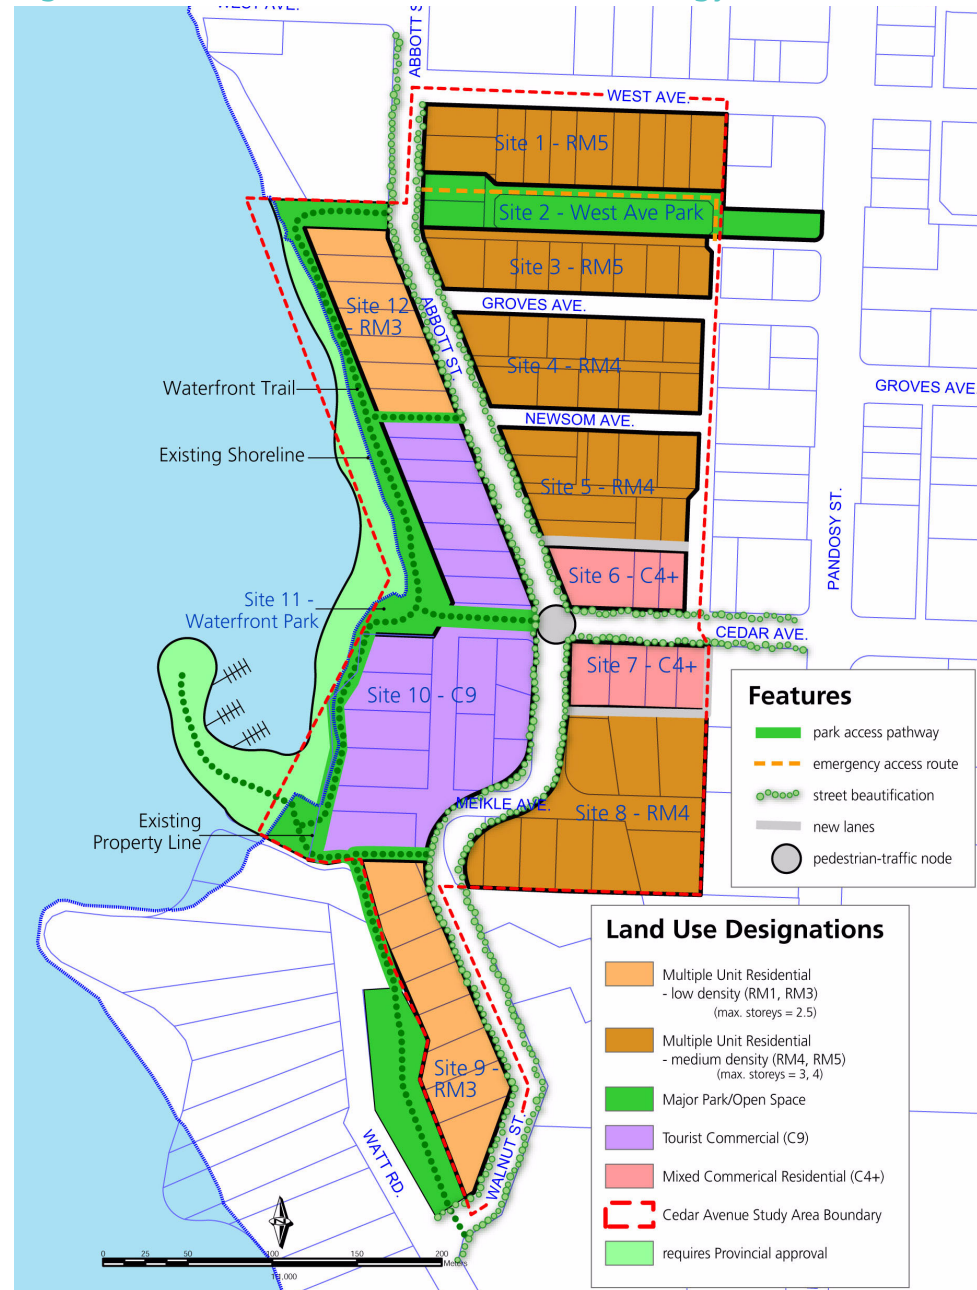 WEST AVE.
ABBOTT S
WEST AVE.
Site 1 - RM5
Site 2 - West Ave Park
Site 3 - RM5
Site 12
- RM3
ABBOTT ST.
GROVES AVE.
Site 4 - RM4
Waterfront Trail
GROVES AVE.
NEWSOM AVE.
Existing Shoreline
Site 5 - RM4
PANDOSY ST.
Site 6 - C4+
Site 11 -
Waterfront Park
CEDAR AVE.
Site 7 - C4+
Site 10 - C9
MEIKLE AVE.
Site 8 - RM4
Existing
Property Line
Features
park access pathway
emergency access route
street beautification
new lanes
pedestrian-traffic node
Land Use Designations
Multiple Unit Residential
- low density (RM1, RM3)
(max. storeys = 2.5)
Multiple Unit Residential
- medium density (RM4, RM5)
(max. storeys = 3, 4)
Major Park/Open Space
Tourist Commercial (C9)
Mixed Commerical Residential (C4+)
Cedar Avenue Study Area Boundary
requires Provincial approval
Site 9 -
RM3
WALNUT ST.
WATT RD.
0 25 50 100 150 200
Meters
1:1,000